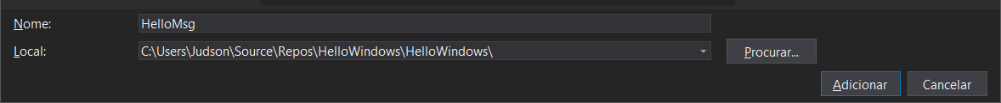 Nome: HelloMsg
Local: C:\Users\Judson\Source\Repos\HelloWindows\HelloWindows\ Procurar...
Adicionar Cancelar